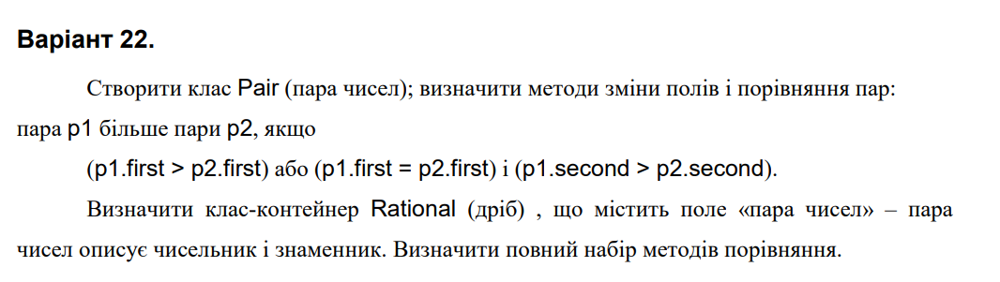 Варіант 22.
Створити клас Pair (пара чисел); визначити методи зміни полів і порівняння пар:
пара p1 більше пари p2, якщо
(p1.first > p2.first) або (p1.first = p2.first) і (p1.second > p2.second).
Визначити клас-контейнер Rational (дріб) , що містить поле «пара чисел» – пара
чисел описує чисельник і знаменник. Визначити повний набір методів порівняння.